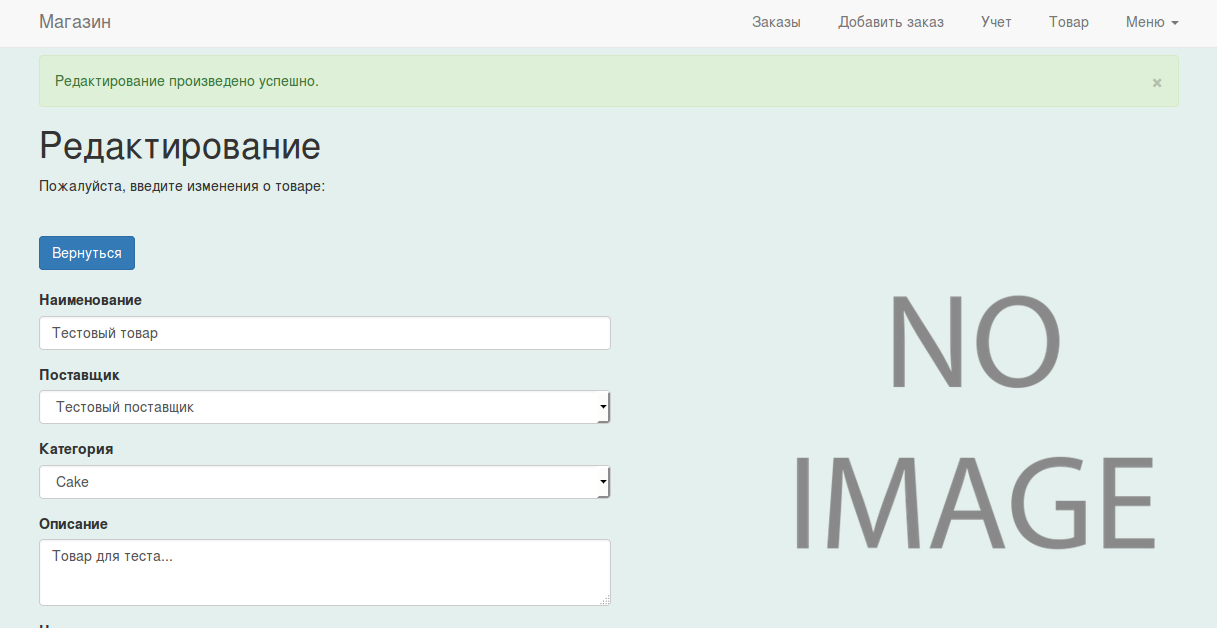 Магазин
Заказы Добавить заказ Учет Товар Меню
Редактирование произведено успешно.
×
Редактирование
Пожалуйста, введите изменения о товаре:
Вернуться
Наименование
Тестовый товар
Поставщик
Тестовый поставщик
Категория
Cake
Описание
Товар для теста...
NO
IMAGE